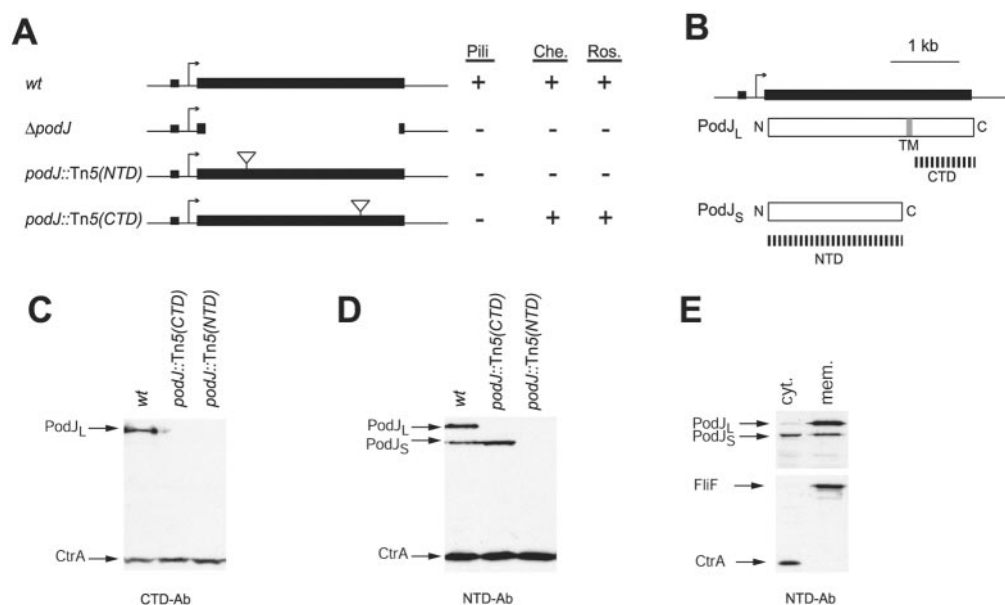 A
Pili Che. Ros.
wt + + +
ΔpodJ - - -
podJ::Tn5(NTD) - - -
podJ::Tn5(CTD) - + +
B
1 kb
PodJL N C
TM
CTD
PodJS N C
NTD
C
wt
podJ::Tn5(CTD)
podJ::Tn5(NTD)
PodJL
CtrA
CTD-Ab
D
wt
podJ::Tn5(CTD)
podJ::Tn5(NTD)
PodJL
PodJS
CtrA
NTD-Ab
E
cyt.
mem.
PodJL
PodJS
FliF
CtrA
NTD-Ab